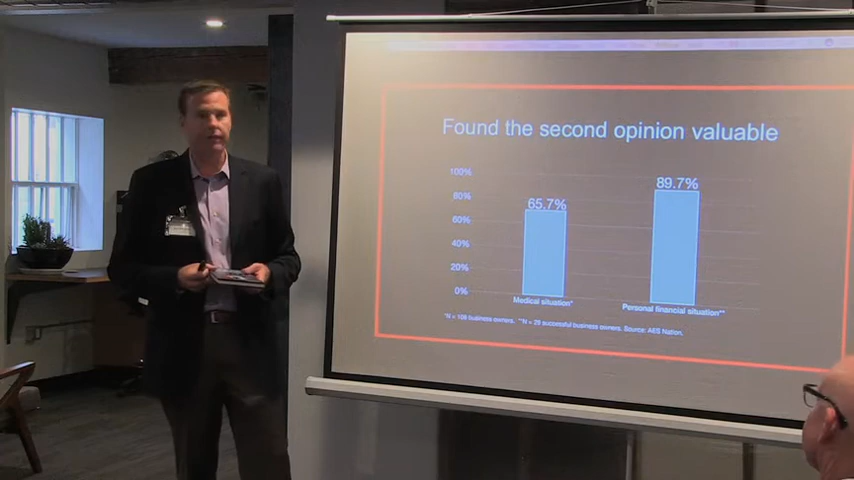 Found the second opinion valuable
100%
80%
60%
40%
20%
0%
65.7%
89.7%
Medical situation*
Personal financial situation**
*N = 109 business owners. **N = 29 successful business owners. Source: AES Nation.